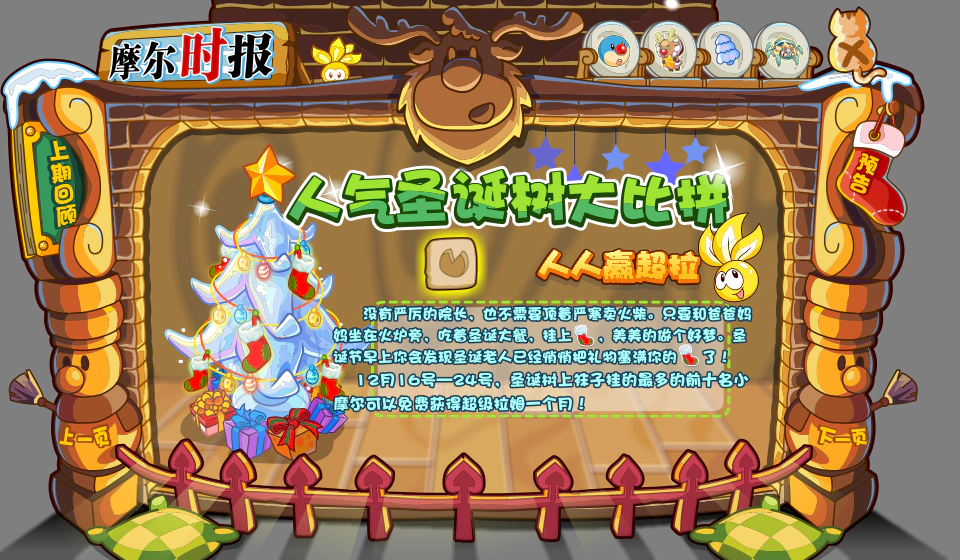 摩尔时报
上期回顾
预告
人气圣诞树大比拼
人人赢超拉
没有严厉的院长，也不需要顶着严寒卖火柴。只要和爸爸妈
妈坐在火炉旁，吃着圣诞大餐，挂上，美美的做个好梦。圣
诞节早上你会发现圣诞老人已经悄悄把礼物塞满你的了！
12月16号—24号，圣诞树上袜子挂的最多的前十名小
摩尔可以免费获得超级拉姆一个月！
上一页
下一页